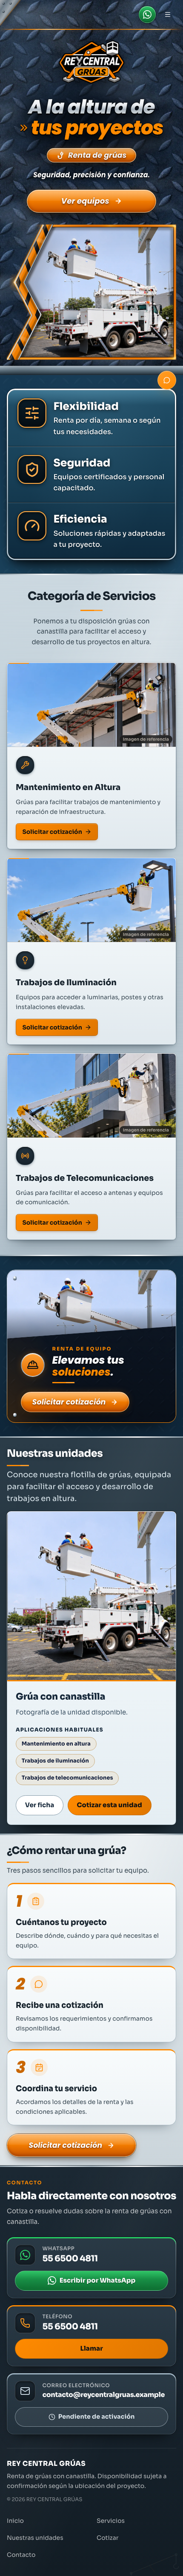 REY CENTRAL
GRÚAS
A la altura de
» tus proyectos
Renta de grúas
Seguridad, precisión y confianza.
Ver equipos →
Flexibilidad
Renta por día, semana o según
tus necesidades.
Seguridad
Equipos certificados y personal
capacitado.
Eficiencia
Soluciones rápidas y adaptadas
a tu proyecto.
Categoría de Servicios
Ponemos a tu disposición grúas con
canastilla para facilitar el acceso y
desarrollo de tus proyectos en altura.
Imagen de referencia
Mantenimiento en Altura
Grúas para facilitar trabajos de mantenimiento y
reparación de infraestructura.
Solicitar cotización →
Imagen de referencia
Trabajos de Iluminación
Equipos para acceder a luminarias, postes y otras
instalaciones elevadas.
Solicitar cotización →
Imagen de referencia
Trabajos de Telecomunicaciones
Grúas para facilitar el acceso a antenas y equipos
de comunicación.
Solicitar cotización →
RENTA DE EQUIPO
Elevamos tus
soluciones.
Solicitar cotización →
Nuestras unidades
Conoce nuestra flotilla de grúas, equipada
para facilitar el acceso y desarrollo de
trabajos en altura.
Grúa con canastilla
Fotografía de la unidad disponible.
APLICACIONES HABITUALES
Mantenimiento en altura
Trabajos de iluminación
Trabajos de telecomunicaciones
Ver ficha
Cotizar esta unidad
¿Cómo rentar una grúa?
Tres pasos sencillos para solicitar tu equipo.
1
Cuéntanos tu proyecto
Describe dónde, cuándo y para qué necesitas el
equipo.
2
Recibe una cotización
Revisamos los requerimientos y confirmamos
disponibilidad.
3
Coordina tu servicio
Acordamos los detalles de la renta y las
condiciones aplicables.
Solicitar cotización →
CONTACTO
Habla directamente con nosotros
Cotiza o resuelve dudas sobre la renta de grúas con
canastilla.
WHATSAPP
55 6500 4811
Escribir por WhatsApp
TELÉFONO
55 6500 4811
Llamar
CORREO ELECTRÓNICO
contacto@reycentralgruas.example
Pendiente de activación
REY CENTRAL GRÚAS
Renta de grúas con canastilla. Disponibilidad sujeta a
confirmación según la ubicación del proyecto.
© 2026 REY CENTRAL GRÚAS
Inicio
Servicios
Nuestras unidades
Cotizar
Contacto